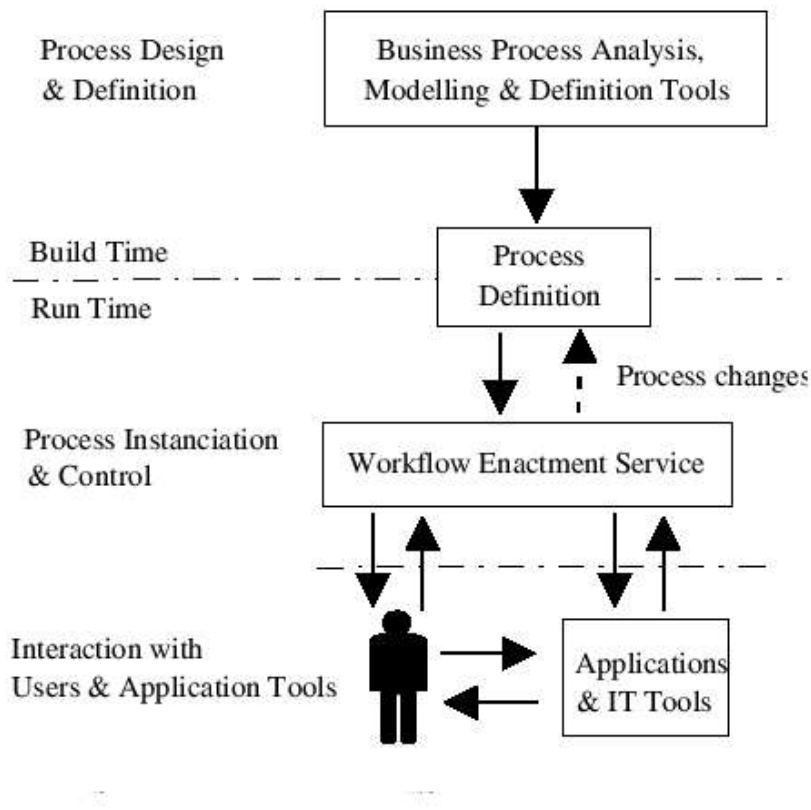 Process Design
& Definition
Business Process Analysis,
Modelling & Definition Tools
Build Time
Run Time
Process
Definition
Process changes
Process Instanciation
& Control
Workflow Enactment Service
Interaction with
Users & Application Tools
Applications
& IT Tools